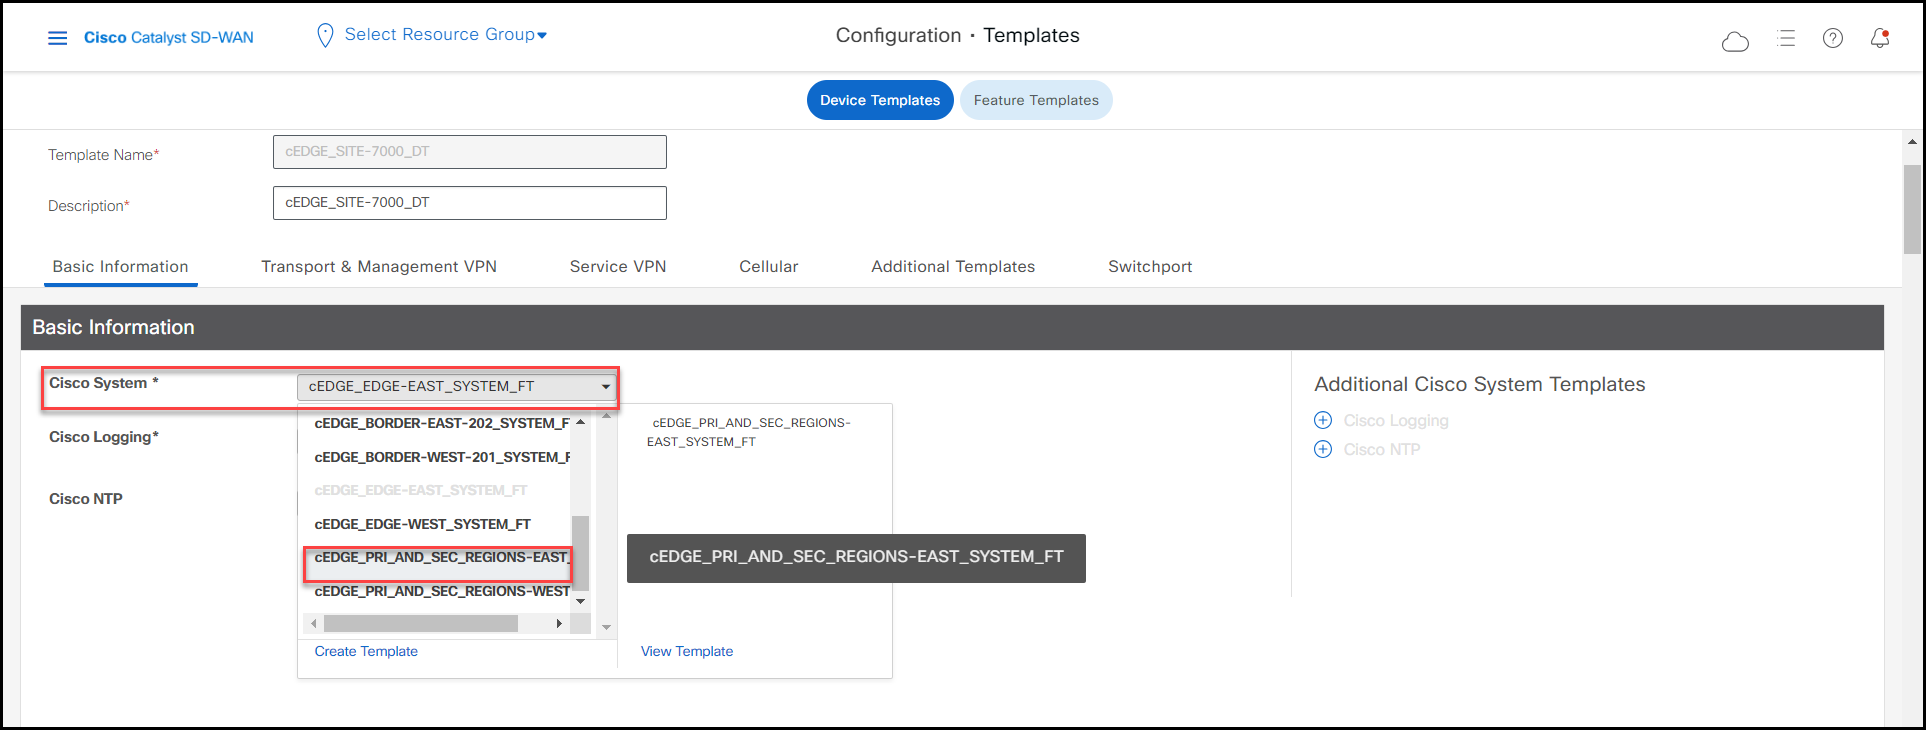 Cisco Catalyst SD-WAN
Select Resource Group
Configuration · Templates
Device Templates
Feature Templates
Template Name*
cEDGE_SITE-7000_DT
Description*
cEDGE_SITE-7000_DT
Basic Information
Transport & Management VPN
Service VPN
Cellular
Additional Templates
Switchport
Basic Information
Cisco System *
cEDGE_EDGE-EAST_SYSTEM_FT
Cisco Logging*
Cisco NTP
cEDGE_BORDER-EAST-202_SYSTEM_F
cEDGE_BORDER-WEST-201_SYSTEM_F
cEDGE_EDGE-EAST_SYSTEM_FT
cEDGE_EDGE-WEST_SYSTEM_FT
cEDGE_PRI_AND_SEC_REGIONS-EAST_
cEDGE_PRI_AND_SEC_REGIONS-WEST
Create Template
cEDGE_PRI_AND_SEC_REGIONS-
EAST_SYSTEM_FT
cEDGE_PRI_AND_SEC_REGIONS-EAST_SYSTEM_FT
View Template
Additional Cisco System Templates
Cisco Logging
Cisco NTP